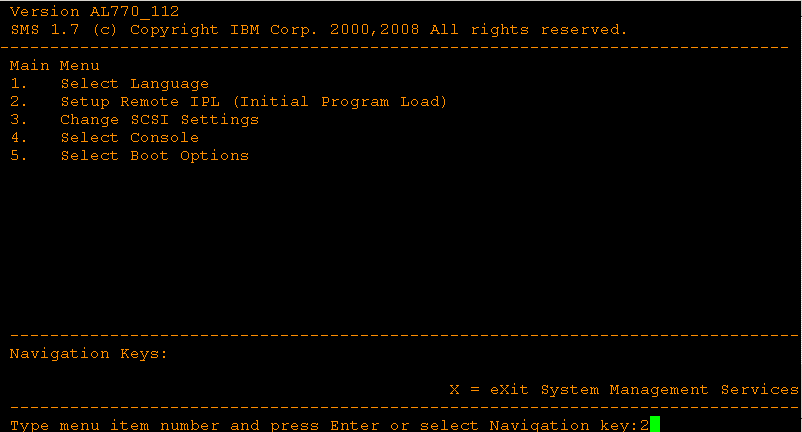 Version AL770_112
SMS 1.7 (c) Copyright IBM Corp. 2000,2008 All rights reserved.
Main Menu
1. Select Language
2. Setup Remote IPL (Initial Program Load)
3. Change SCSI Settings
4. Select Console
5. Select Boot Options
Navigation Keys:
X = eXit System Management Services
Type menu item number and press Enter or select Navigation key:2